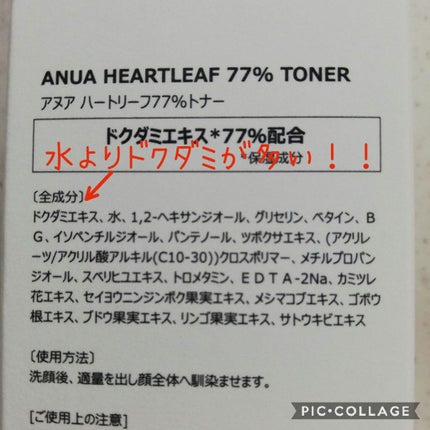 ANUA HEARTLEAF 77% TONER
アヌア ハートリーフ77%トナー
ドクダミエキス*77%配合
*保湿成分
水よりドクダミが多い！！
〔全成分〕
ドクダミエキス、水、1,2-ヘキサンジオール、グリセリン、ベタイン、B
G、イソペンチルジオール、パンテノール、ツボクサエキス、(アクリレ
ーツ/アクリル酸アルキル(C10-30))クロスポリマー、メチルプロパン
ジオール、スベリヒユエキス、トロメタミン、EDTA-2Na、カミツレ
花エキス、セイヨウニンジンボク果実エキス、メシマコブエキス、ゴボウ
根エキス、ブドウ果実エキス、リンゴ果実エキス、サトウキビエキス
〔使用方法〕
洗顔後、適量を出し顔全体へ馴染ませます。
[ご使用上の注意]
PIC•COLLAGE